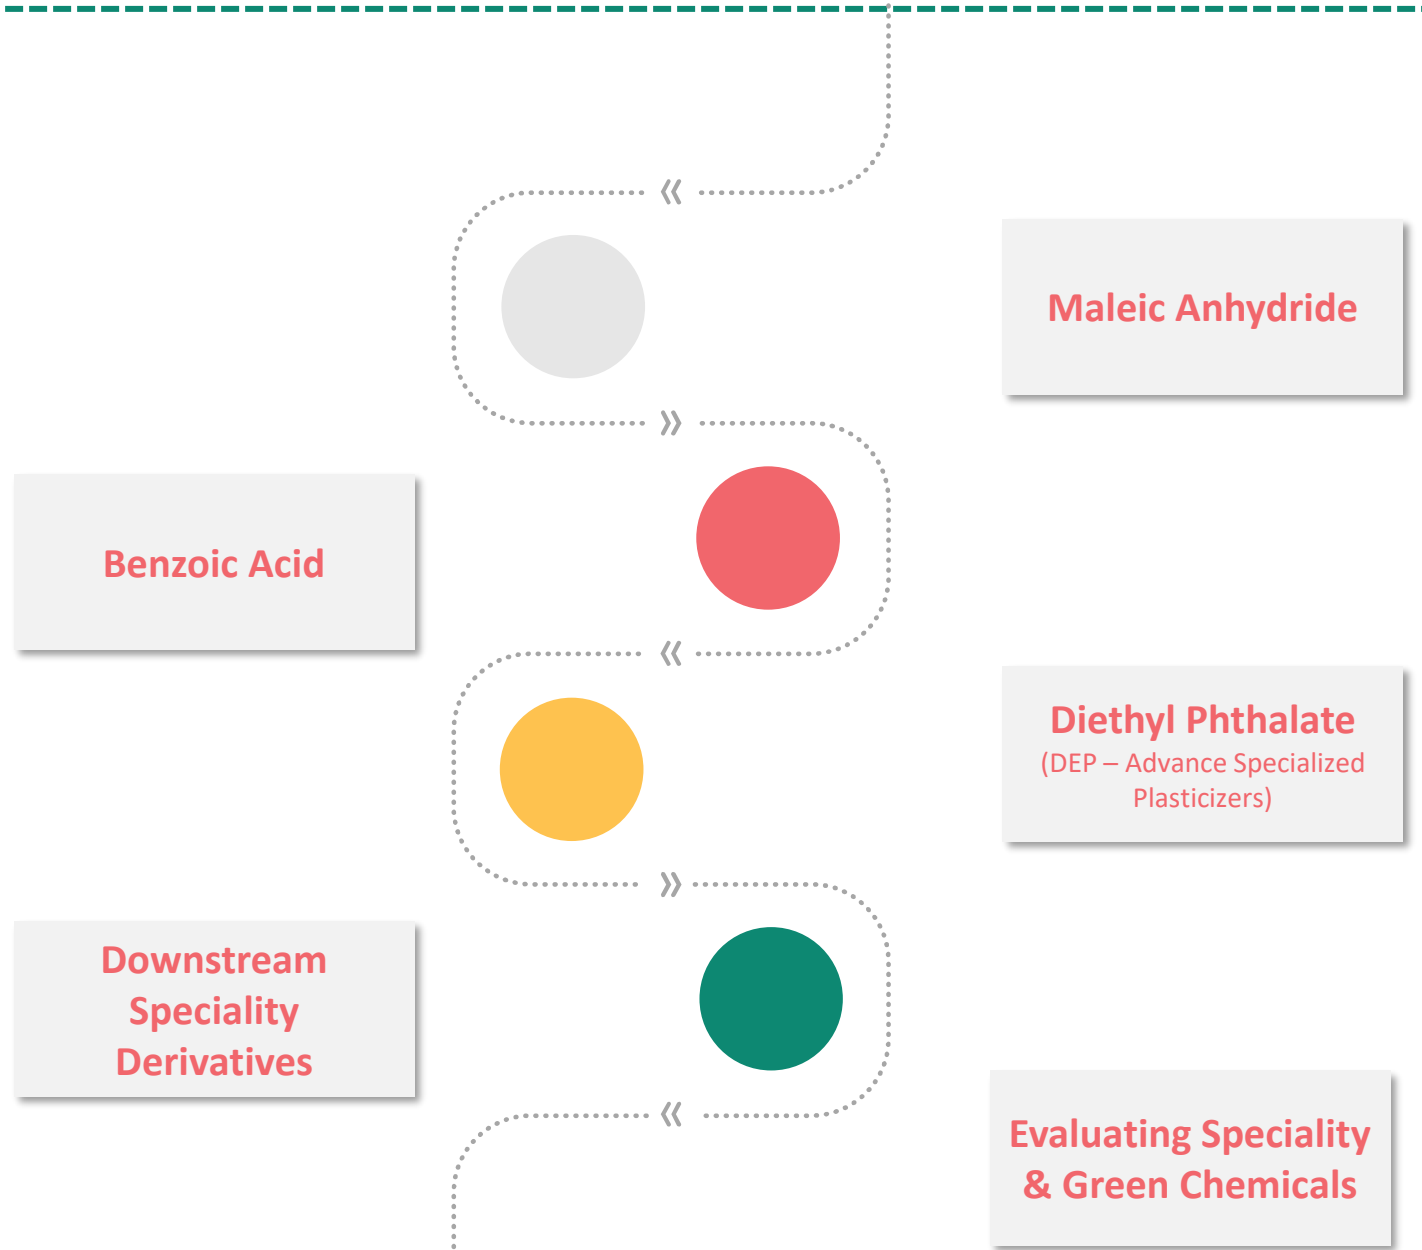 Maleic Anhydride
Benzoic Acid
Diethyl Phthalate
(DEP – Advance Specialized
Plasticizers)
Downstream
Speciality
Derivatives
Evaluating Speciality
& Green Chemicals